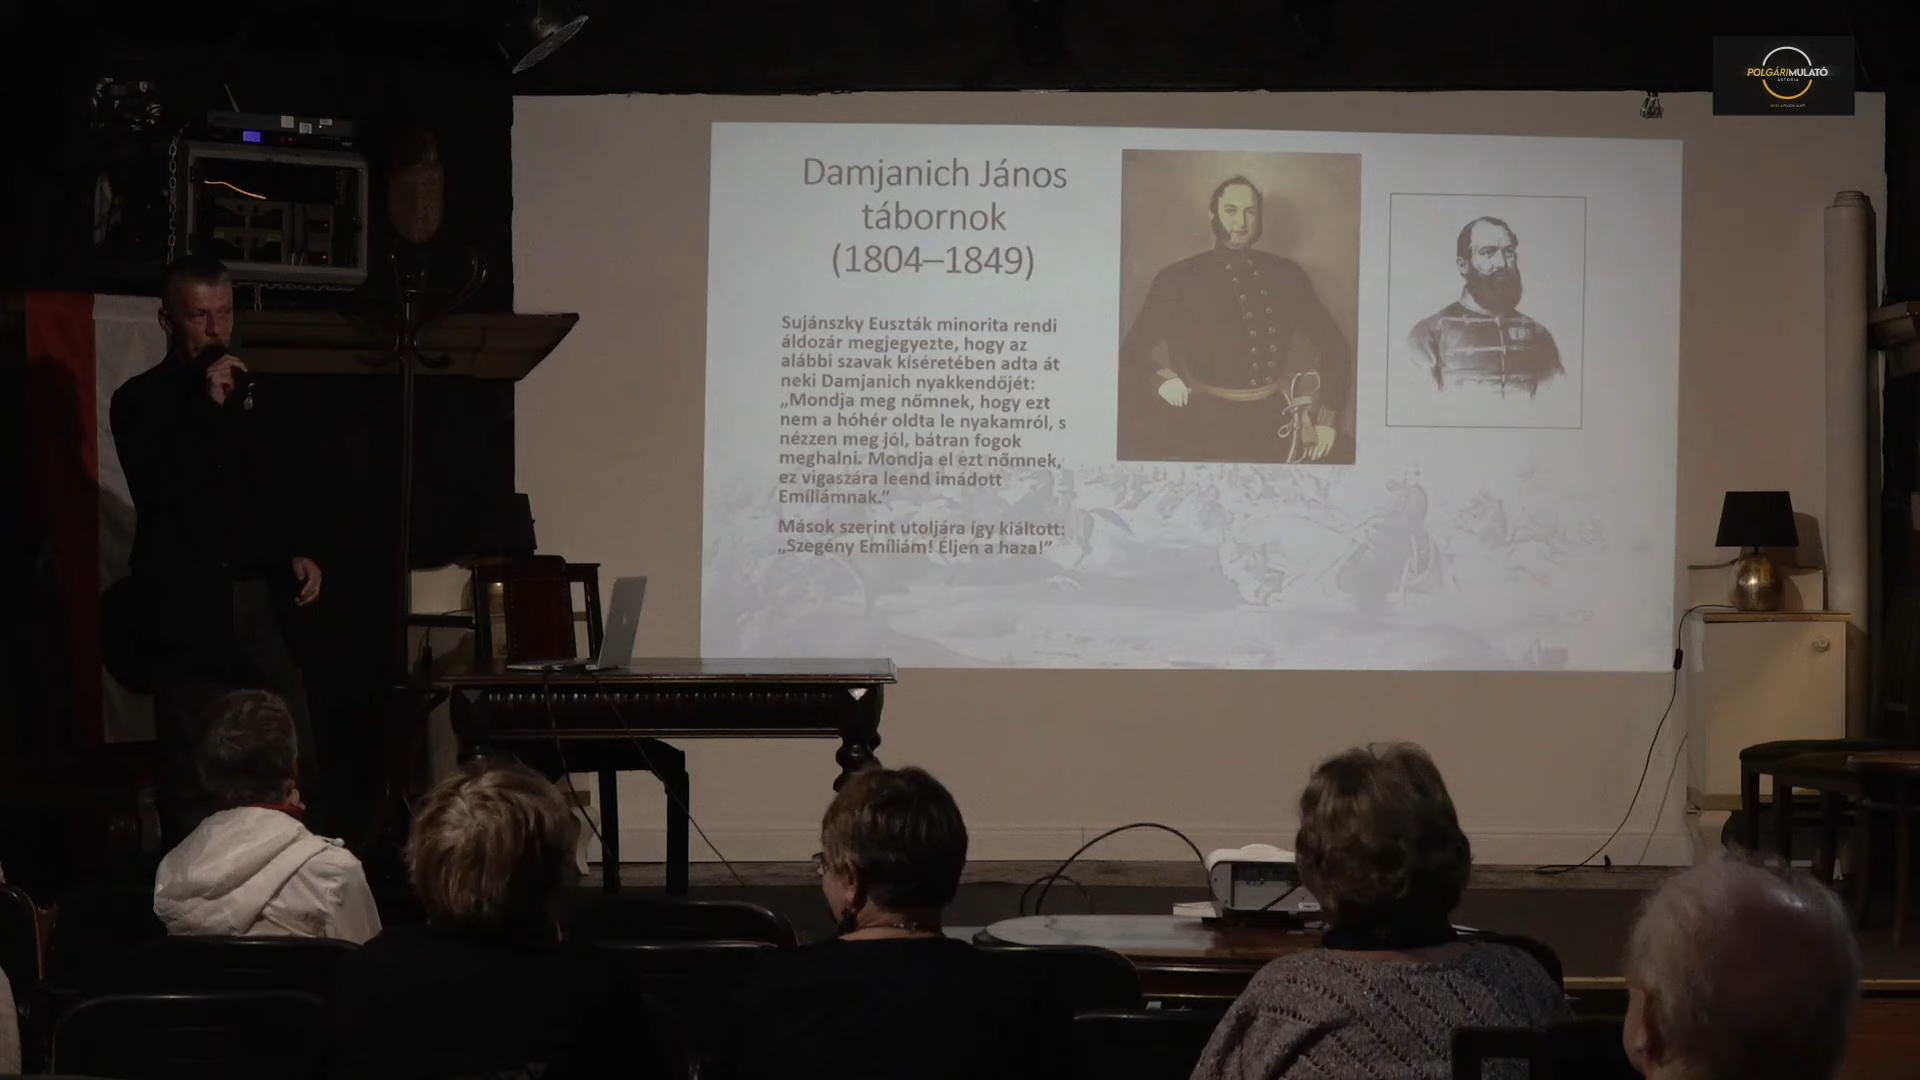 POLGÁRIMULATÓ
ASTORIA
Damjanich János
tábornok
(1804–1849)
Sujánszky Euszták minorita rendi
áldozár megjegyezte, hogy az
alábbi szavak kíséretében adta át
neki Damjanich nyakkendőjét:
„Mondja meg nőmnek, hogy ezt
nem a hóhér oldta le nyakamról, s
nézzen meg jól, bátran fogok
meghalni. Mondja el ezt nőmnek,
ez vigaszára leend imádott
Emíliámnak.”
Mások szerint utoljára így kiáltott:
„Szegény Emíliám! Éljen a haza!”